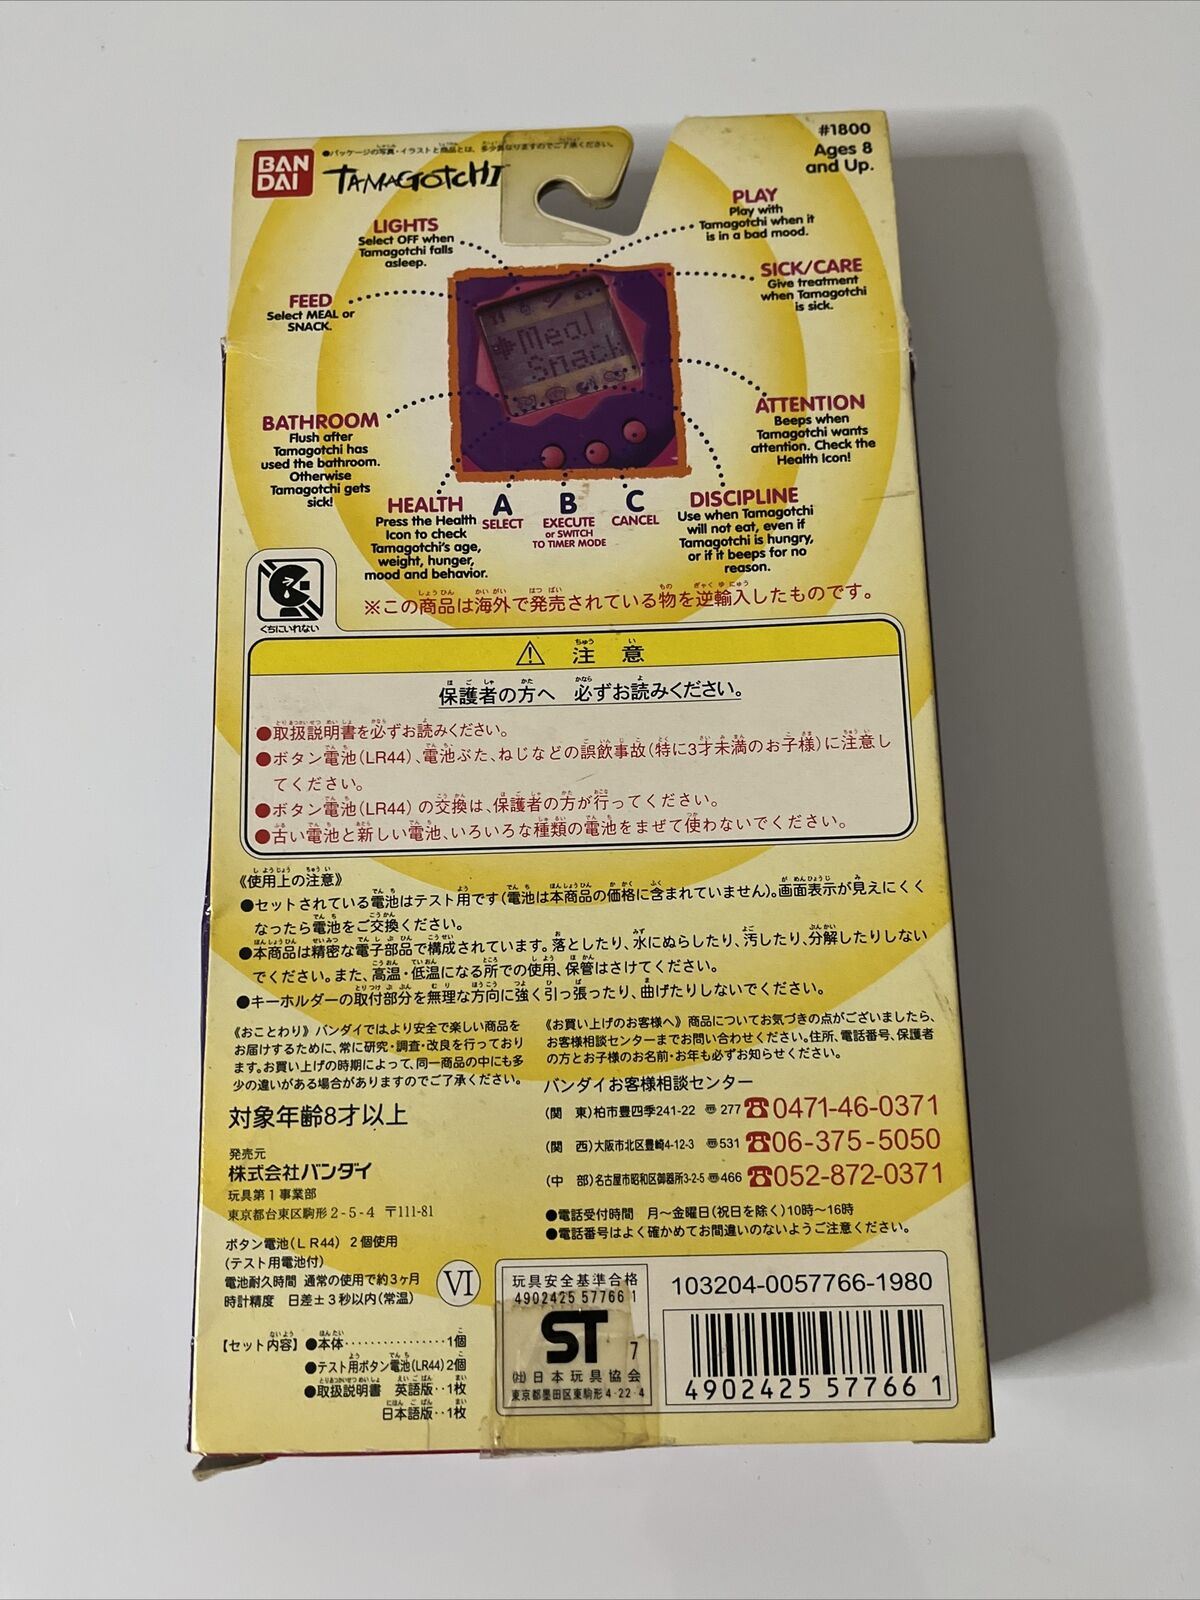 #1800
Ages 8
and Up.
BAN
DAI
●パッケージの写真・イラストと商品とは、多少異なりますのでご了承ください。
TAMAGOTCHI
LIGHTS
Select OFF when
Tamagotchi falls
asleep.
PLAY
Play with
Tamagotchi when it
is in a bad mood.
FEED
Select MEAL or
SNACK.
SICK/CARE
Give treatment
when Tamagotchi
is sick.
Meal
Snack
BATHROOM
Flush after
Tamagotchi has
used the bathroom.
Otherwise
Tamagotchi gets
sick!
ATTENTION
Beeps when
Tamagotchi wants
attention. Check the
Health Icon!
HEALTH
Press the Health
Icon to check
Tamagotchi's age,
weight, hunger,
mood and behavior.
A
SELECT
B
EXECUTE
or SWITCH
TO TIMER MODE
C
CANCEL
DISCIPLINE
Use when Tamagotchi
will not eat, even if
Tamagotchi is hungry,
or if it beeps for no
reason.
くちにいれない
※この商品は海外で発売されている物を逆輸入したものです。
⚠ 注意
保護者の方へ 必ずお読みください。
●取扱説明書を必ずお読みください。
●ボタン電池(LR44)、電池ぶた、ねじなどの誤飲事故(特に3才未満のお子様)に注意し
てください。
●ボタン電池(LR44)の交換は、保護者の方が行ってください。
●古い電池と新しい電池、いろいろな種類の電池をまぜて使わないでください。
《使用上の注意》
●セットされている電池はテスト用です(電池は本商品の価格に含まれていません)。画面表示が見えにくく
なったら電池をご交換ください。
●本商品は精密な電子部品で構成されています。落としたり、水にぬらしたり、汚したり、分解したりしない
でください。また、高温・低温になる所での使用、保管はさけてください。
●キーホルダーの取付部分を無理な方向に強く引っ張ったり、曲げたりしないでください。
《おことわり》バンダイでは、より安全で楽しい商品を
お届けするために、常に研究・調査・改良を行っており
ます。お買い上げの時期によって、同一商品の中にも多
少の違いがある場合がありますのでご了承ください。
対象年齢8才以上
発売元
株式会社バンダイ
玩具第1事業部
東京都台東区駒形2-5-4 〒111-81
ボタン電池(LR44) 2個使用
(テスト用電池付)
電池耐久時間 通常の使用で約3ヶ月
時計精度 日差±3秒以内(常温)
VI
【セット内容】●本体……………1個
●テスト用ボタン電池(LR44)2個
●取扱説明書 英語版‥1枚
日本語版‥1枚
《お買い上げのお客様へ》商品についてお気づきの点がございましたら、
お客様相談センターまでお問い合わせください。住所、電話番号、保護者
の方とお子様のお名前・お年も必ずお知らせください。
バンダイお客様相談センター
(関 東)柏市豊四季241-22 〠277 ☎0471-46-0371
(関 西)大阪市北区豊崎4-12-3 〠531 ☎06-375-5050
(中 部)名古屋市昭和区御器所3-2-5 〠466 ☎052-872-0371
●電話受付時間 月〜金曜日(祝日を除く)10時〜16時
●電話番号はよく確かめてお間違いのないようご注意ください。
玩具安全基準合格
4902425 57766 1
ST 7
(社)日本玩具協会
東京都墨田区東駒形4-22-4
103204-0057766-1980
4902425 577661